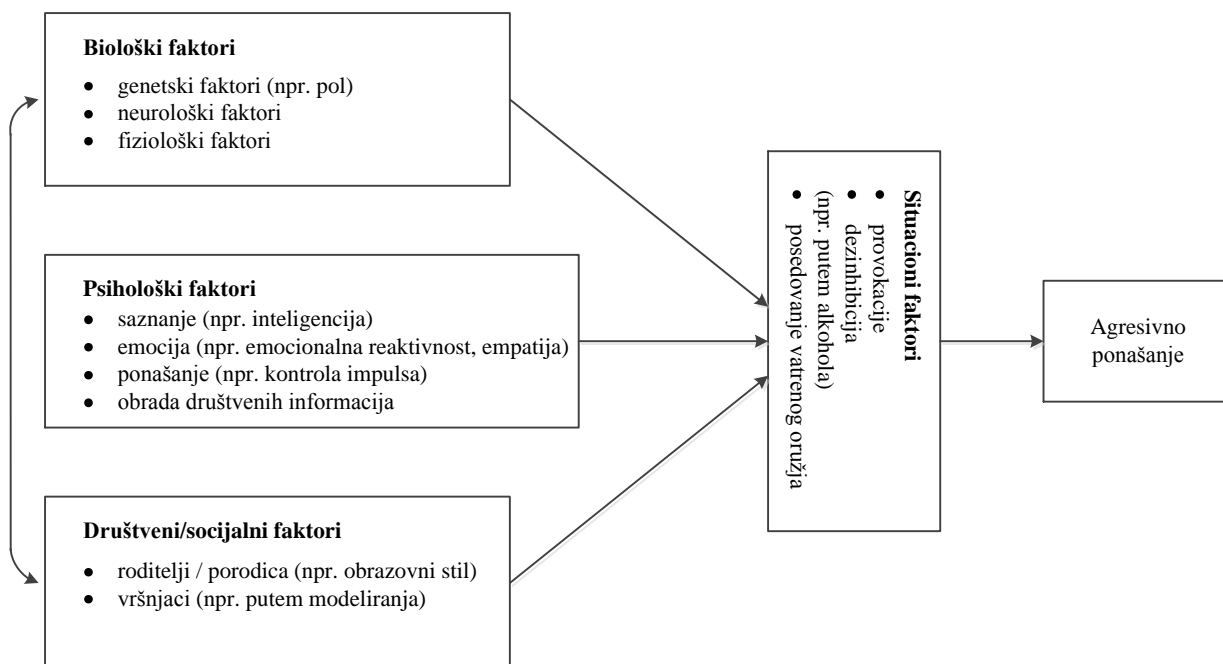 Biološki faktori
• genetski faktori (npr. pol)
• neurološki faktori
• fiziološki faktori
Psihološki faktori
• saznanje (npr. inteligencija)
• emocija (npr. emocionalna reaktivnost, empatija)
• ponašanje (npr. kontrola impulsa)
• obrada društvenih informacija
Društveni/socijalni faktori
• roditelji / porodica (npr. obrazovni stil)
• vršnjaci (npr. putem modeliranja)
Situacioni faktori
• provokacije
• dezinhibicija
(npr. putem alkohola)
• posedovanje vatrenog oružja
Agresivno
ponašanje